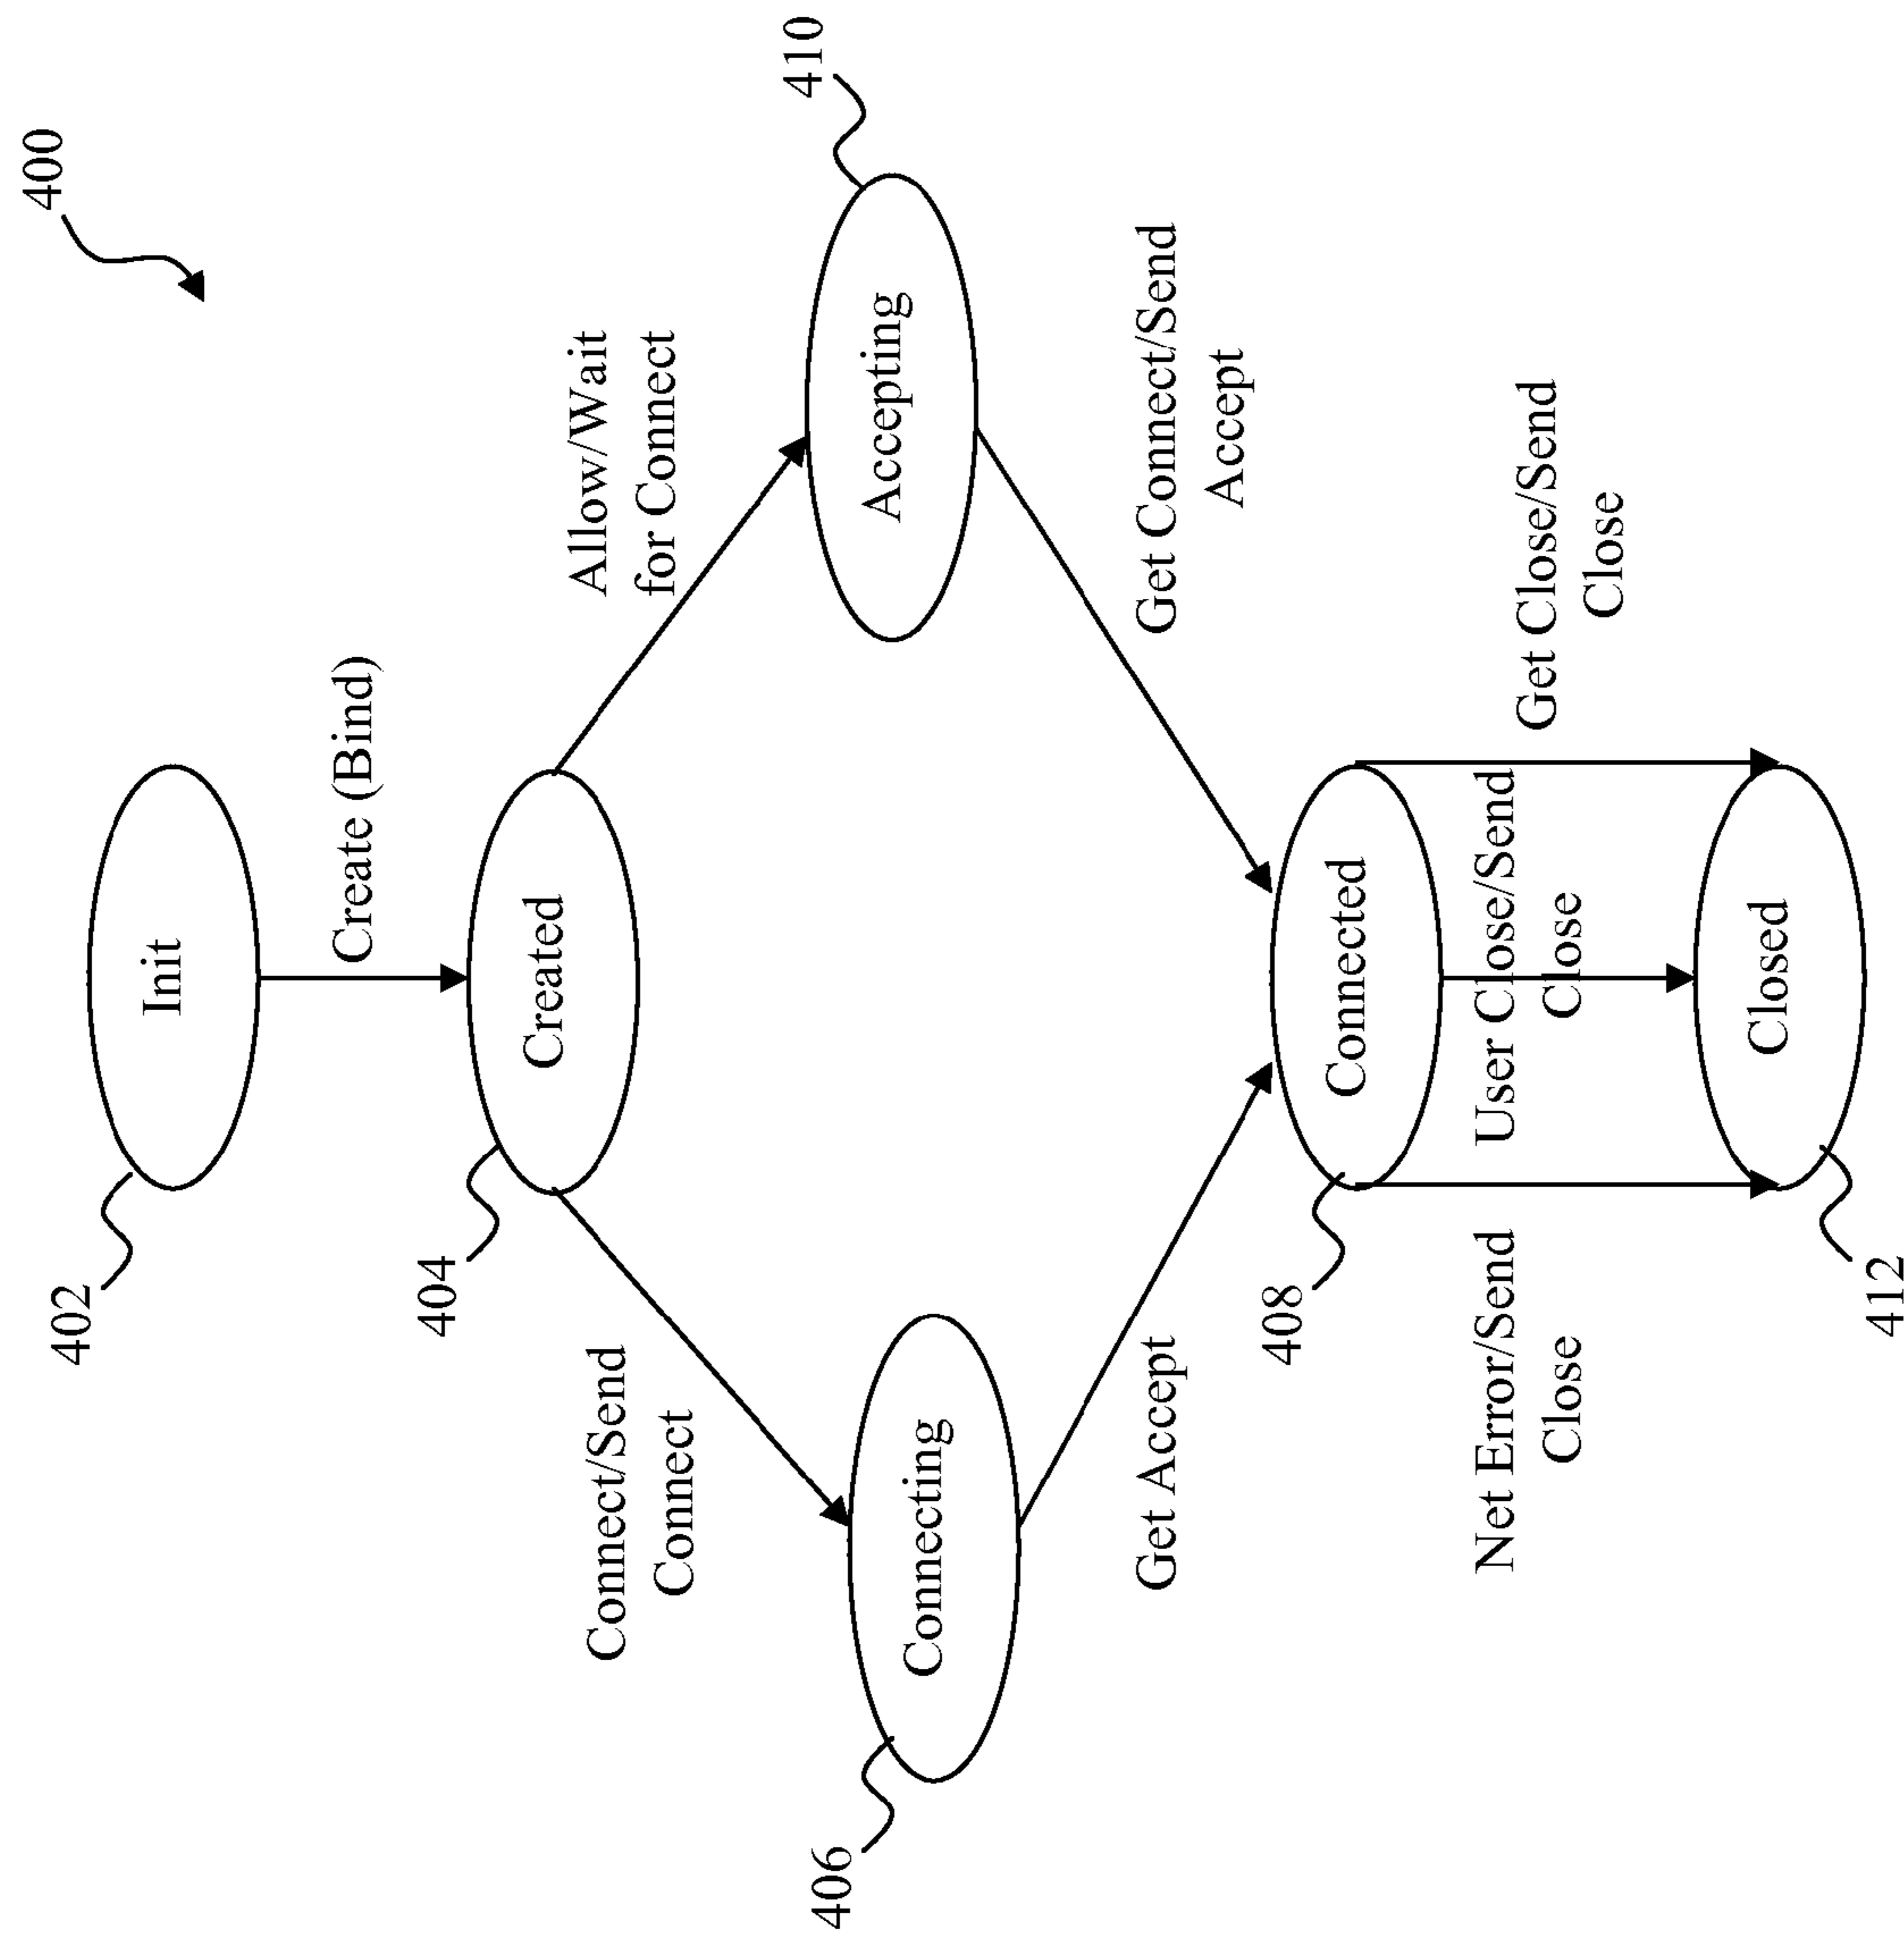 400
402
Init
Create (Bind)
404
Created
Connect/Send
Connect
Allow/Wait
for Connect
406
Connecting
410
Accepting
Get Accept
Get Connect/Send
Accept
408
Connected
Net Error/Send
Close
User Close/Send
Close
Get Close/Send
Close
412
Closed